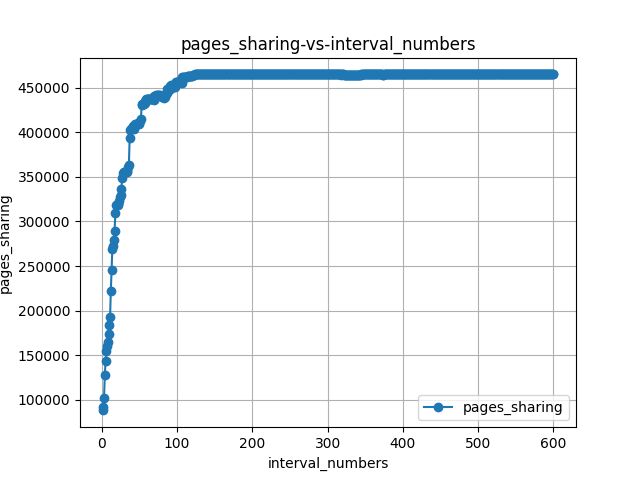 pages_sharing-vs-interval_numbers
450000
400000
350000
300000
250000
200000
150000
100000
pages_sharing
pages_sharing
0 100 200 300 400 500 600
interval_numbers